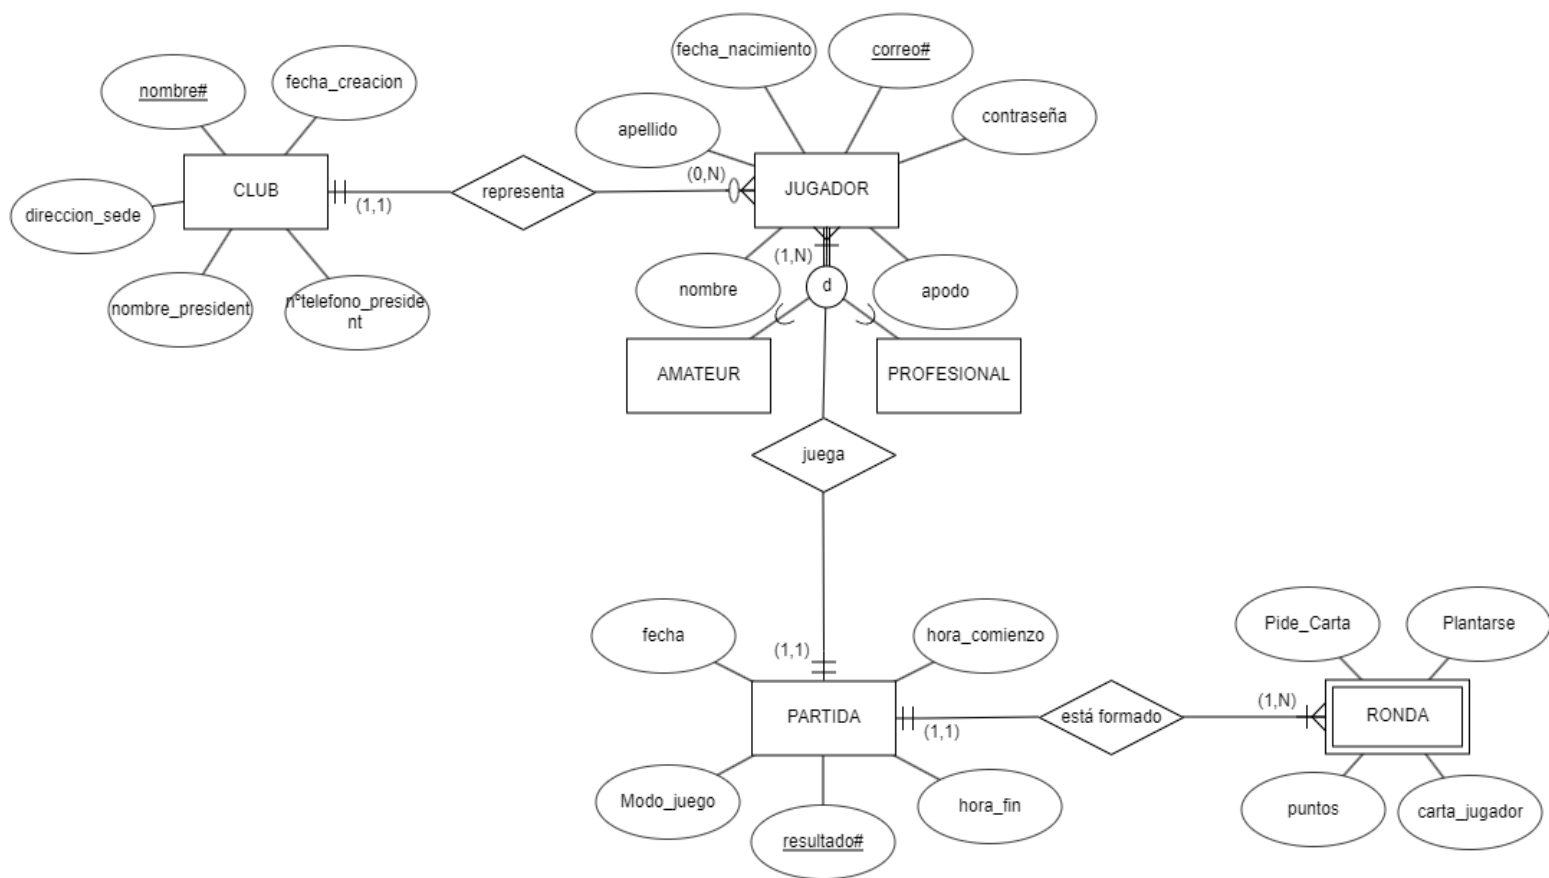 fecha_nacimiento
correo#
nombre#
fecha_creacion
contraseña
apellido
(0,N)
CLUB
representa
JUGADOR
(1,1)
direccion_sede
(1,N)
nombre
d
apodo
nombre_president
nºtelefono_preside
nt
AMATEUR
PROFESIONAL
juega
fecha
hora_comienzo
Pide_Carta
Plantarse
(1,1)
PARTIDA
está formado
(1,N)
RONDA
(1,1)
Modo_juego
hora_fin
puntos
carta_jugador
resultado#